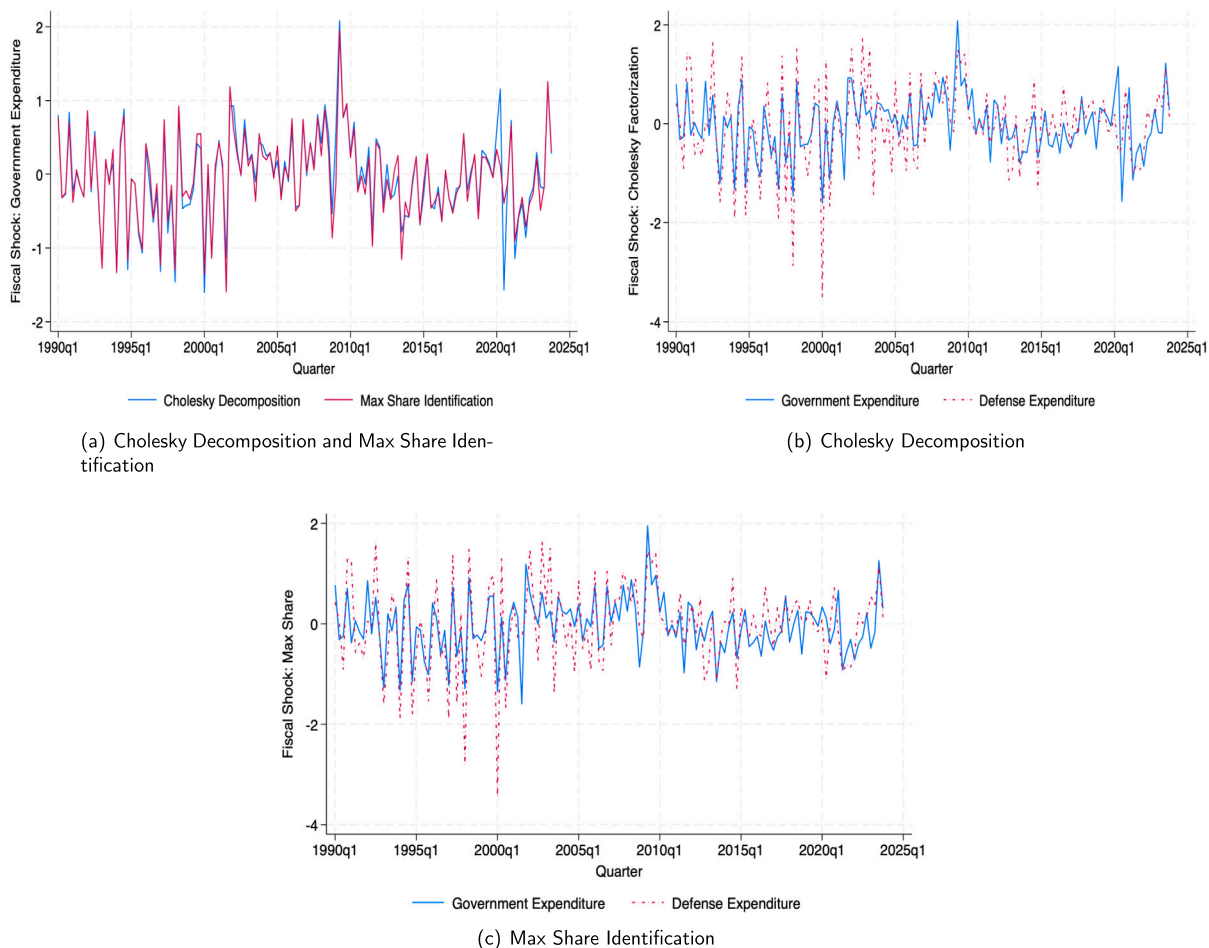 Fiscal Shock: Government Expenditure
2
1
0
-1
-2
1990q1 1995q1 2000q1 2005q1 2010q1 2015q1 2020q1 2025q1
Quarter
Cholesky Decomposition Max Share Identification
(a) Cholesky Decomposition and Max Share Iden-
tification
Fiscal Shock: Cholesky Factorization
2
0
-2
-4
1990q1 1995q1 2000q1 2005q1 2010q1 2015q1 2020q1 2025q1
Quarter
Government Expenditure Defense Expenditure
(b) Cholesky Decomposition
Fiscal Shock: Max Share
2
0
-2
-4
1990q1 1995q1 2000q1 2005q1 2010q1 2015q1 2020q1 2025q1
Quarter
Government Expenditure Defense Expenditure
(c) Max Share Identification